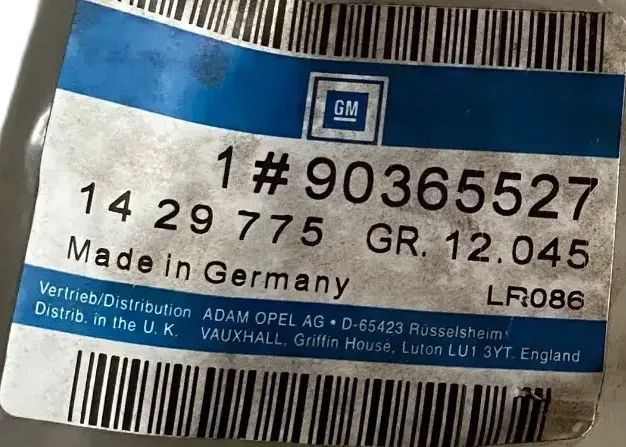 GM
1 # 90365527
14 29 775 GR. 12.045
Made in Germany LR086
Vertrieb/Distribution ADAM OPEL AG • D-65423 Rüsselsheim
Distrib. in the U. K. VAUXHALL, Griffin House, Luton LU1 3YT. England